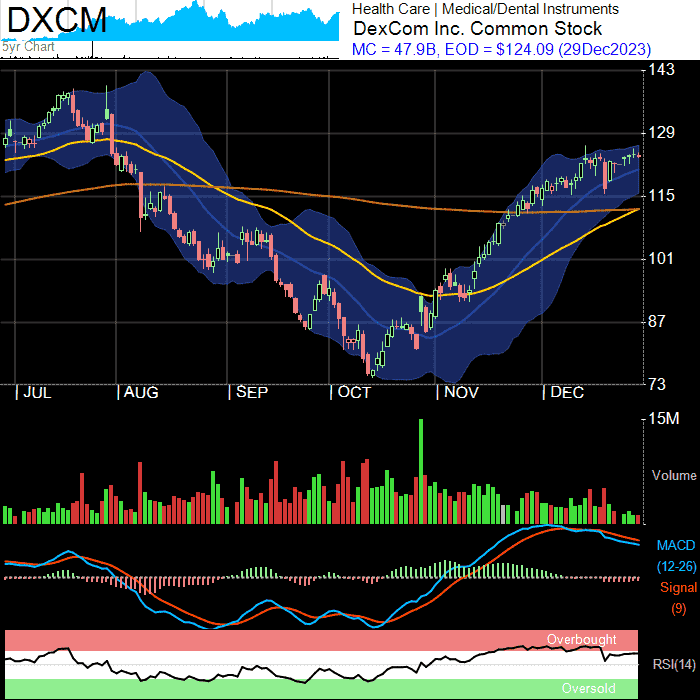 DXCM
5yr Chart
Health Care | Medical/Dental Instruments
DexCom Inc. Common Stock
MC = 47.9B, EOD = $124.09 (29Dec2023)
143
129
115
101
87
73
JUL AUG SEP OCT NOV DEC
15M
Volume
MACD
(12-26)
Signal
(9)
Overbought
RSI(14)
Oversold